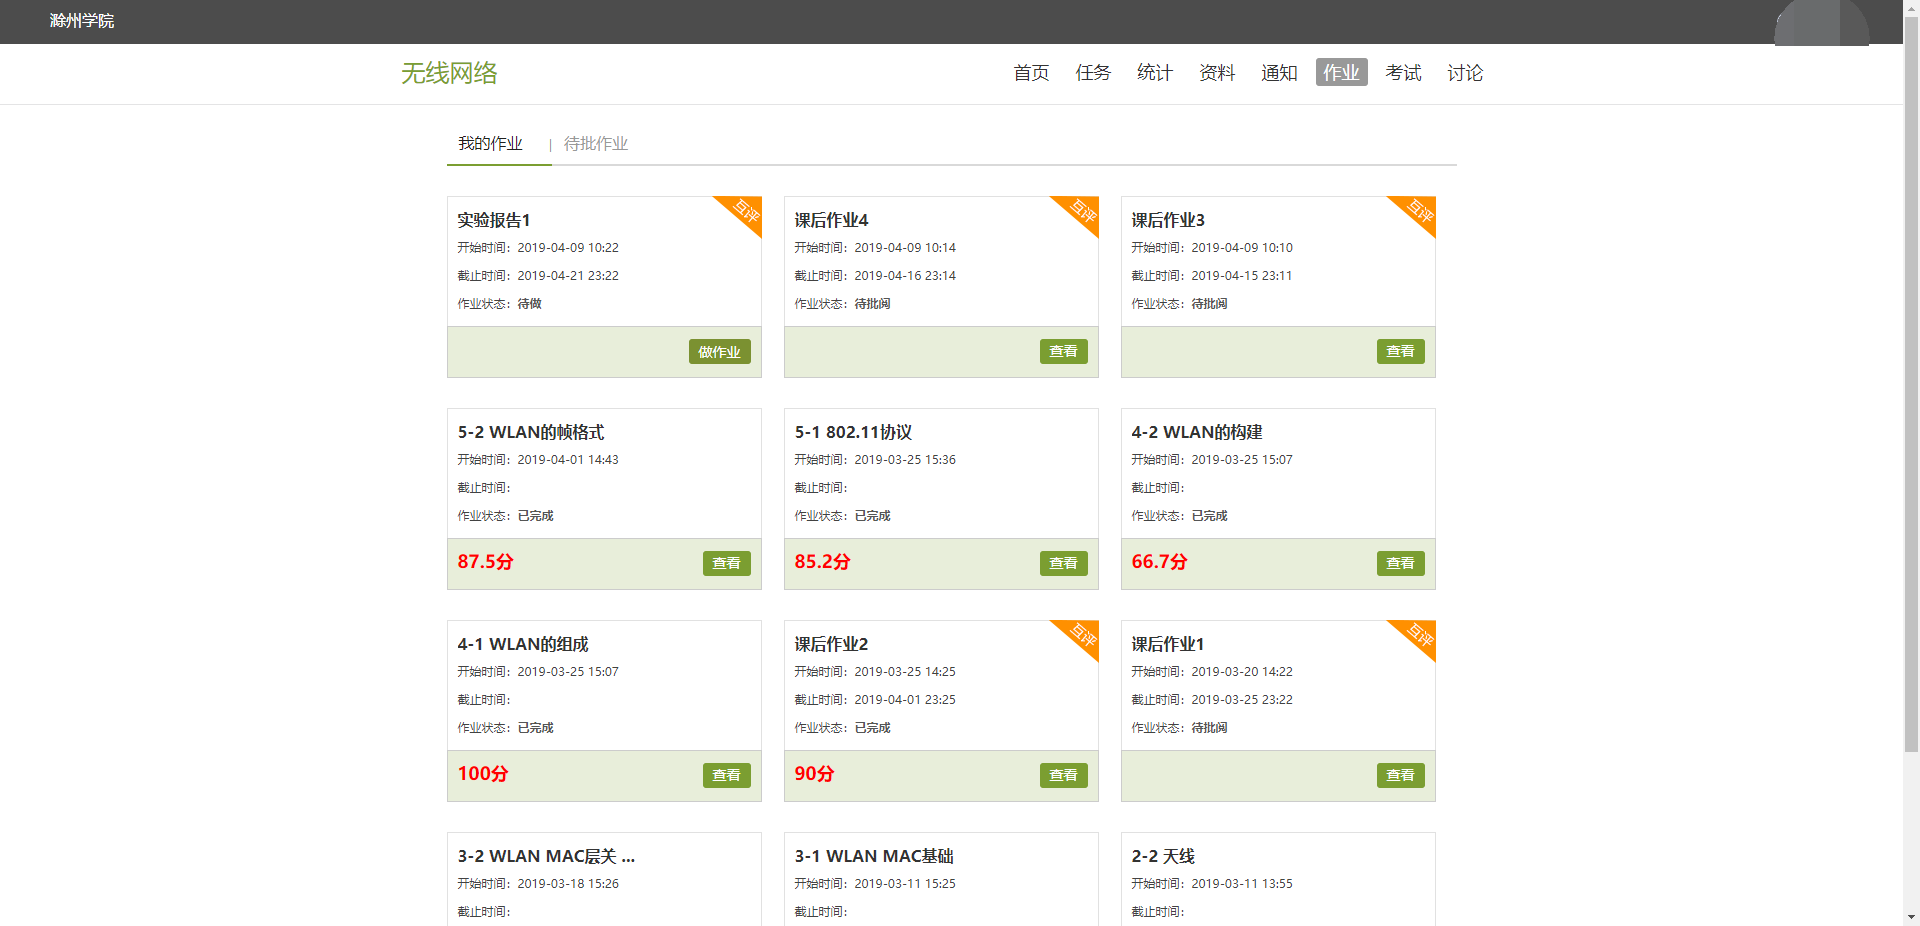 滁州学院
无线网络
首页 任务 统计 资料 通知 作业 考试 讨论
我的作业 | 待批作业
互评 互评 互评
实验报告1 课后作业4 课后作业3
开始时间：2019-04-09 10:22 开始时间：2019-04-09 10:14 开始时间：2019-04-09 10:10
截止时间：2019-04-21 23:22 截止时间：2019-04-16 23:14 截止时间：2019-04-15 23:11
作业状态：待做 作业状态：待批阅 作业状态：待批阅
做作业 查看 查看
5-2 WLAN的帧格式 5-1 802.11协议 4-2 WLAN的构建
开始时间：2019-04-01 14:43 开始时间：2019-03-25 15:36 开始时间：2019-03-25 15:07
截止时间： 截止时间： 截止时间：
作业状态：已完成 作业状态：已完成 作业状态：已完成
87.5分 查看 85.2分 查看 66.7分 查看
互评 互评
4-1 WLAN的组成 课后作业2 课后作业1
开始时间：2019-03-25 15:07 开始时间：2019-03-25 14:25 开始时间：2019-03-20 14:22
截止时间： 截止时间：2019-04-01 23:25 截止时间：2019-03-25 23:22
作业状态：已完成 作业状态：已完成 作业状态：待批阅
100分 查看 90分 查看 查看
3-2 WLAN MAC层关 ... 3-1 WLAN MAC基础 2-2 天线
开始时间：2019-03-18 15:26 开始时间：2019-03-11 15:25 开始时间：2019-03-11 13:55
截止时间： 截止时间： 截止时间：